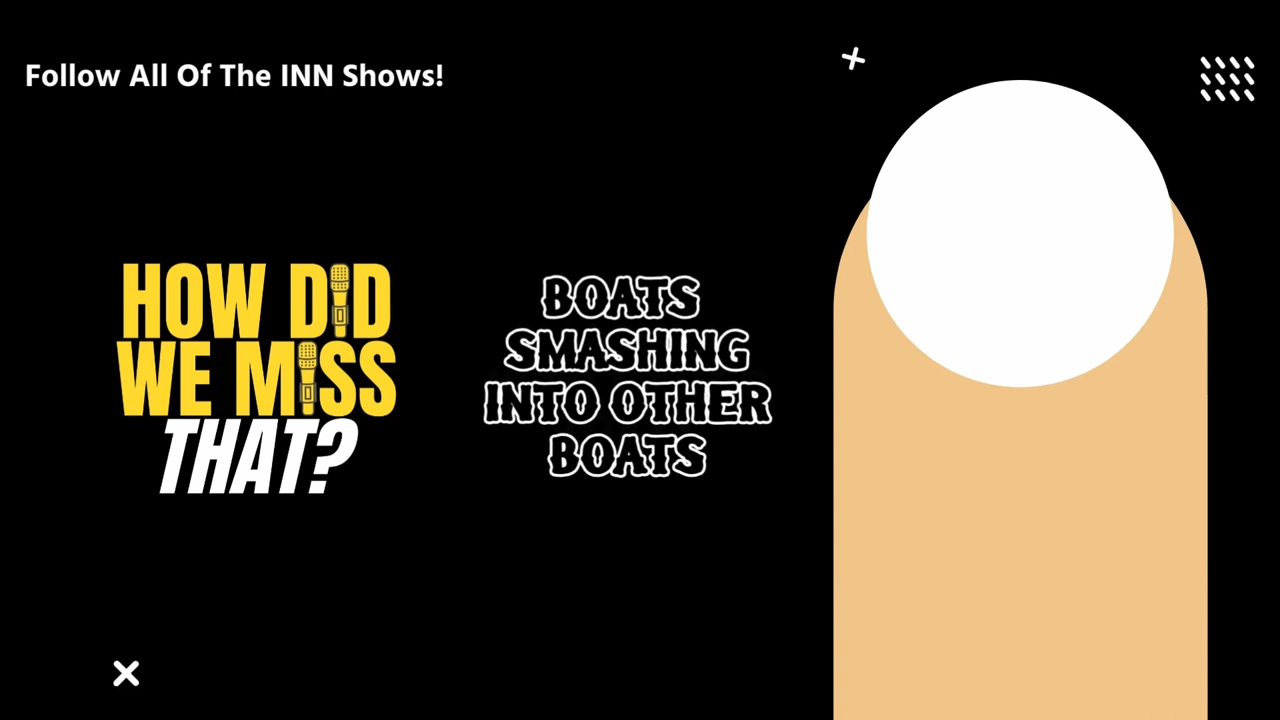 Follow All Of The INN Shows!
HOW DID
WE MISS
THAT?
BOATS
SMASHING
INTO OTHER
BOATS